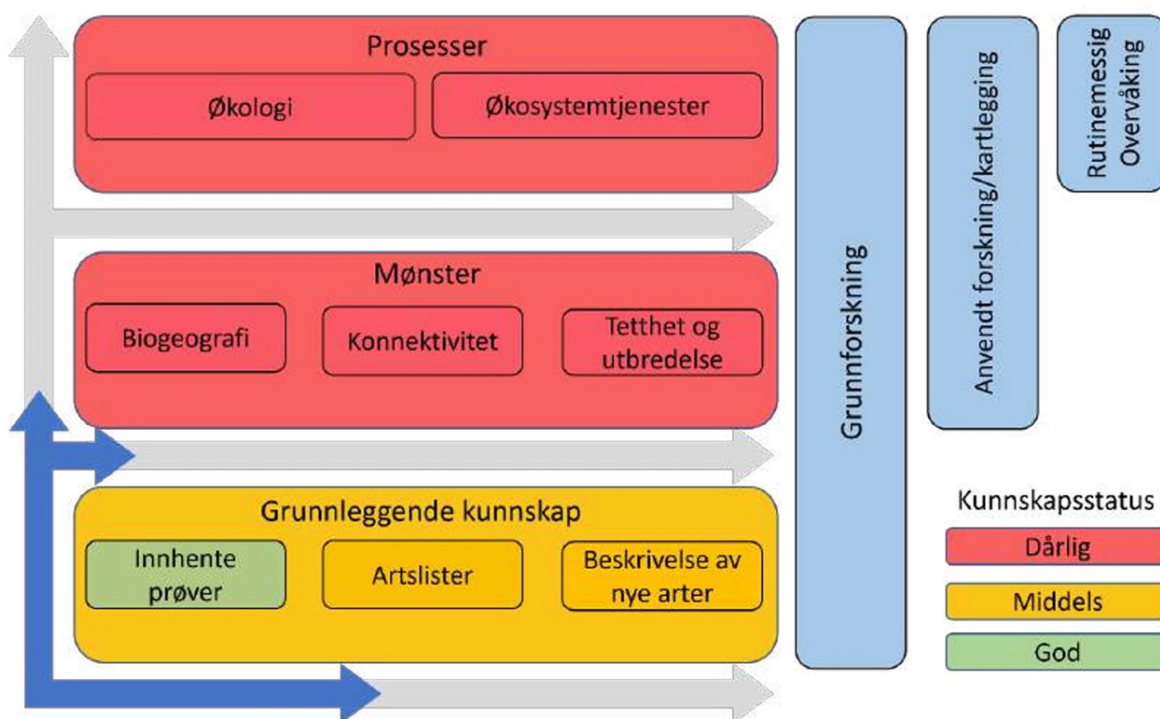 Prosesser
Økologi
Økosystemtjenester
Mønster
Biogeografi
Konnektivitet
Tetthet og
utbredelse
Grunnleggende kunnskap
Innhente
prøver
Artslister
Beskrivelse av
nye arter
Grunnforskning
Anvendt forskning/kartlegging
Rutinemessig
Overvåking
Kunnskapsstatus
Dårlig
Middels
God